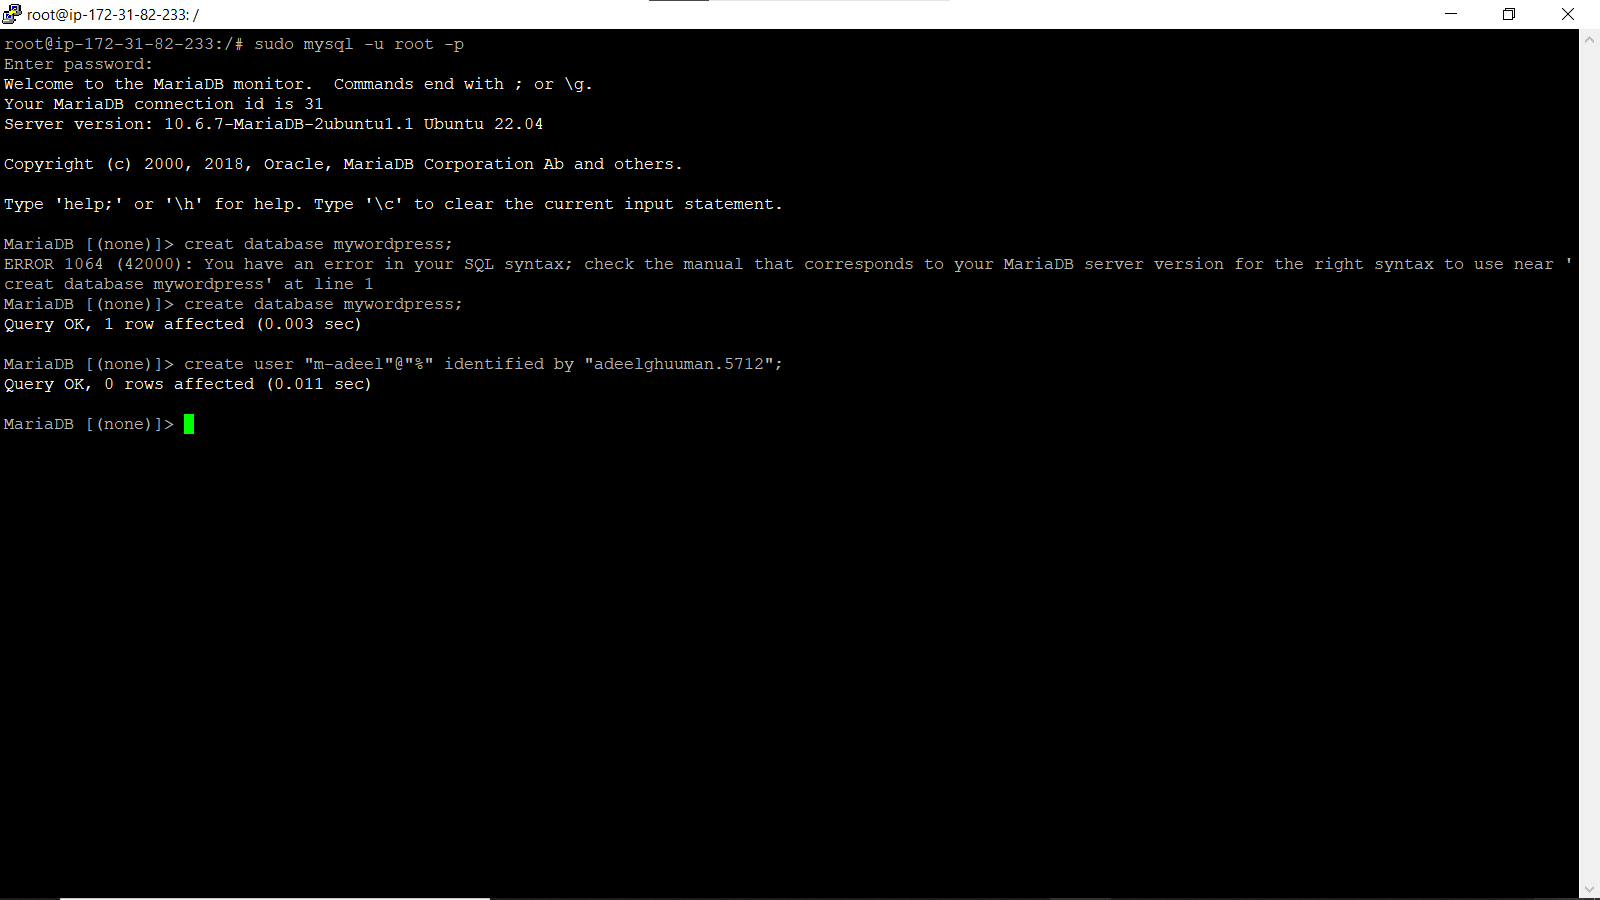 root@ip-172-31-82-233: /
root@ip-172-31-82-233:/# sudo mysql -u root -p
Enter password:
Welcome to the MariaDB monitor.  Commands end with ; or \g.
Your MariaDB connection id is 31
Server version: 10.6.7-MariaDB-2ubuntu1.1 Ubuntu 22.04
Copyright (c) 2000, 2018, Oracle, MariaDB Corporation Ab and others.
Type 'help;' or '\h' for help. Type '\c' to clear the current input statement.
MariaDB [(none)]> creat database mywordpress;
ERROR 1064 (42000): You have an error in your SQL syntax; check the manual that corresponds to your MariaDB server version for the right syntax to use near '
creat database mywordpress' at line 1
MariaDB [(none)]> create database mywordpress;
Query OK, 1 row affected (0.003 sec)
MariaDB [(none)]> create user "m-adeel"@"%" identified by "adeelghuuman.5712";
Query OK, 0 rows affected (0.011 sec)
MariaDB [(none)]>